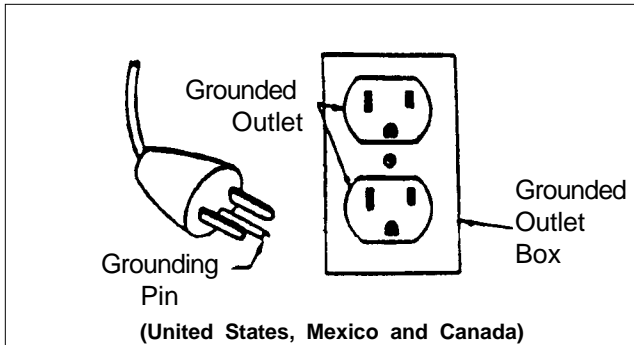 Grounded
Outlet
Grounded
Outlet
Box
Grounding
Pin
(United States, Mexico and Canada)